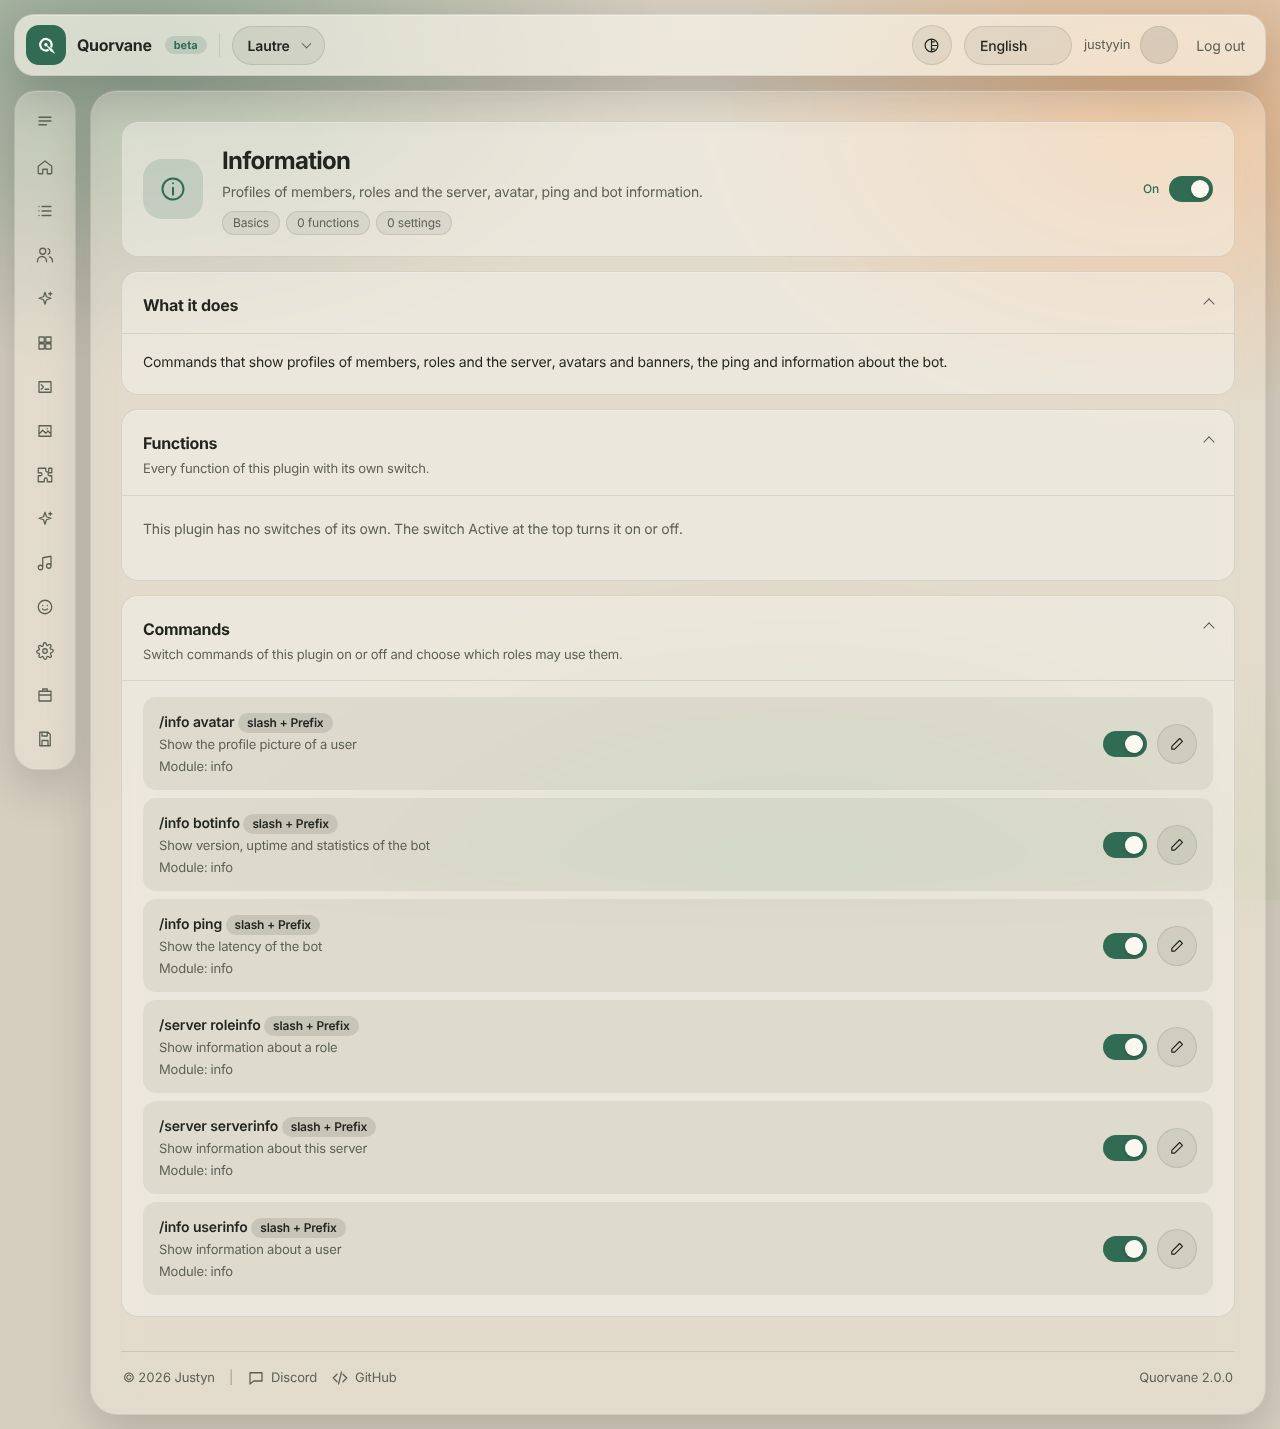 Quorvane beta Lautre English justyyin Log out
Information
Profiles of members, roles and the server, avatar, ping and bot information.
On
Basics 0 functions 0 settings
What it does
Commands that show profiles of members, roles and the server, avatars and banners, the ping and information about the bot.
Functions
Every function of this plugin with its own switch.
This plugin has no switches of its own. The switch Active at the top turns it on or off.
Commands
Switch commands of this plugin on or off and choose which roles may use them.
/info avatar slash + Prefix
Show the profile picture of a user
Module: info
/info botinfo slash + Prefix
Show version, uptime and statistics of the bot
Module: info
/info ping slash + Prefix
Show the latency of the bot
Module: info
/server roleinfo slash + Prefix
Show information about a role
Module: info
/server serverinfo slash + Prefix
Show information about this server
Module: info
/info userinfo slash + Prefix
Show information about a user
Module: info
© 2026 Justyn Discord GitHub Quorvane 2.0.0